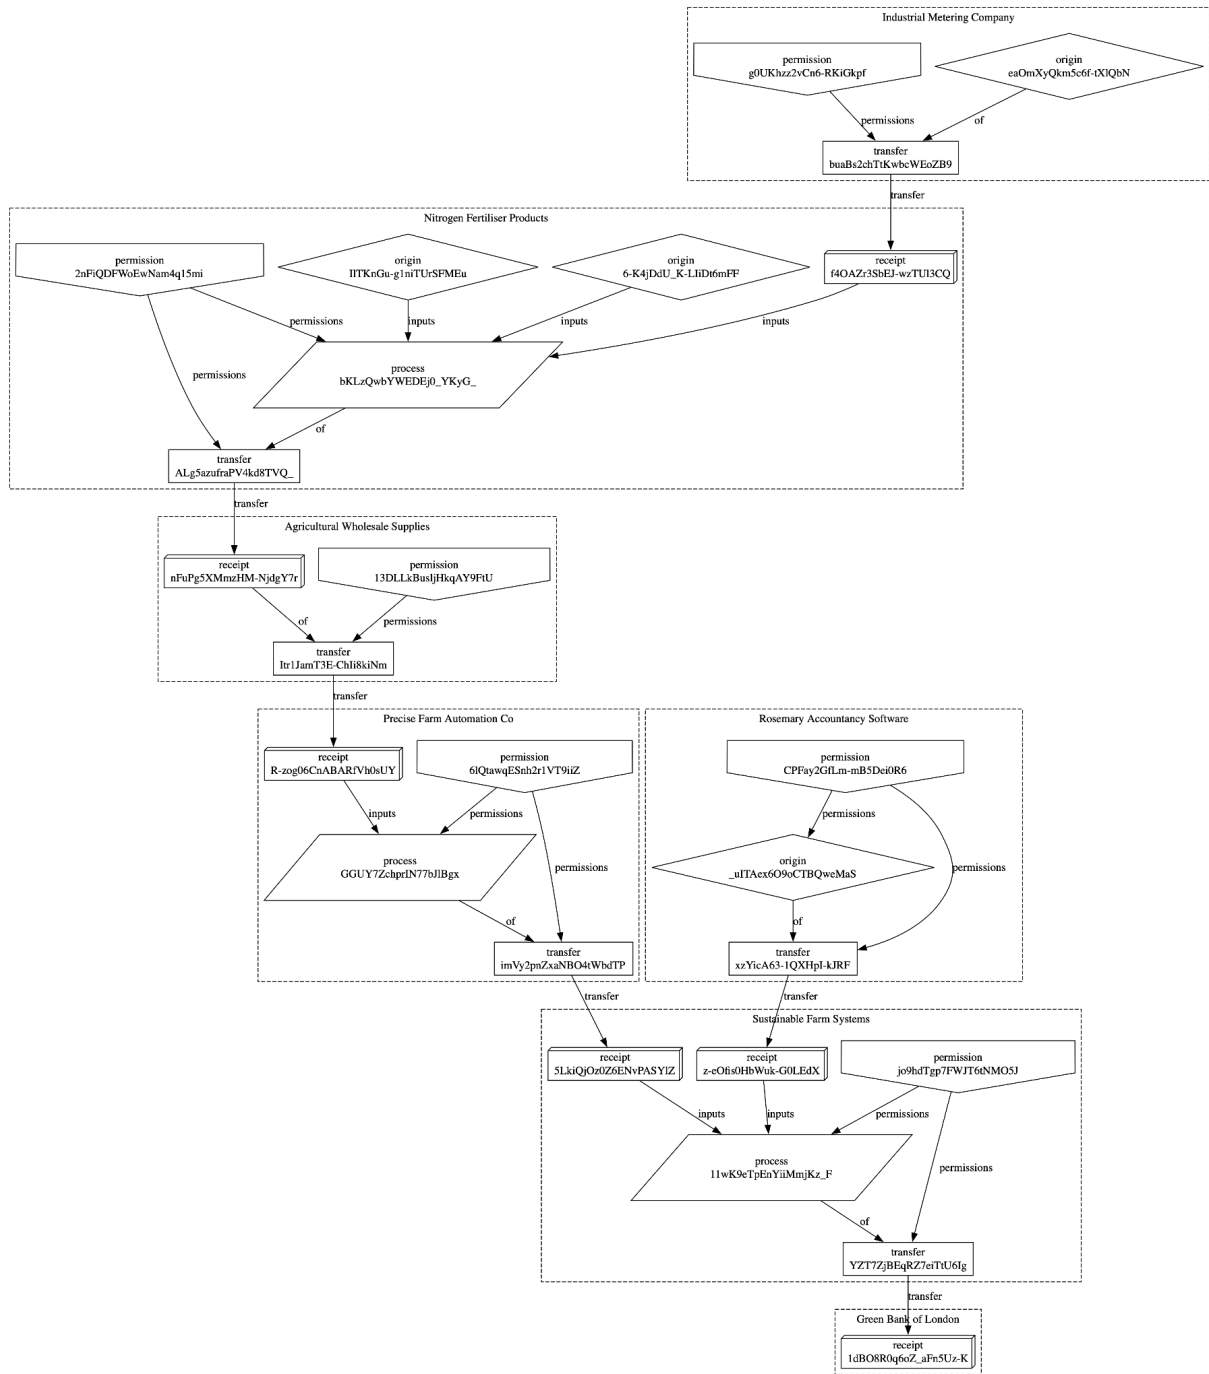 Industrial Metering Company
permission
g0UKhzz2vCn6-RKiGkpf
origin
eaOmXyQkm5c6f-tXlQbN
permissions
of
transfer
buaBs2chTtKwbcWEoZB9
transfer
Nitrogen Fertiliser Products
permission
2nFiQDFWoEwNam4q15mi
origin
IITKnGu-g1niTUrSFMEu
origin
6-K4jDdU_K-LIiDt6mFF
receipt
f4OAZr3SbEJ-wzTUl3CQ
permissions
inputs
inputs
inputs
process
bKLzQwbYWEDEj0_YKyG_
permissions
of
transfer
ALg5azufraPV4kd8TVQ_
transfer
Agricultural Wholesale Supplies
receipt
nFuPg5XMmzHM-NjdgY7r
permission
13DLLkBusljHkqAY9FtU
of
permissions
transfer
Itr1JamT3E-ChIi8kiNm
transfer
Precise Farm Automation Co
receipt
R-zog06CnABARfVh0sUY
permission
6lQtawqESnh2r1VT9iiZ
inputs
permissions
process
GGUY7ZchprIN77bJlBgx
permissions
of
transfer
imVy2pnZxaNBO4tWbdTP
Rosemary Accountancy Software
permission
CPFay2GfLm-mB5Dei0R6
permissions
origin
_uITAex6O9oCTBQweMaS
permissions
of
transfer
xzYicA63-1QXHpI-kJRF
transfer
transfer
Sustainable Farm Systems
receipt
5LkiQjOz0Z6ENvPASYlZ
receipt
z-eOfis0HbWuk-G0LEdX
permission
jo9hdTgp7FWJT6tNMO5J
inputs
inputs
permissions
process
11wK9eTpEnYiiMmjKz_F
permissions
of
transfer
YZT7ZjBEqRZ7eiTtU6Ig
transfer
Green Bank of London
receipt
1dBO8R0q6oZ_aFn5Uz-K